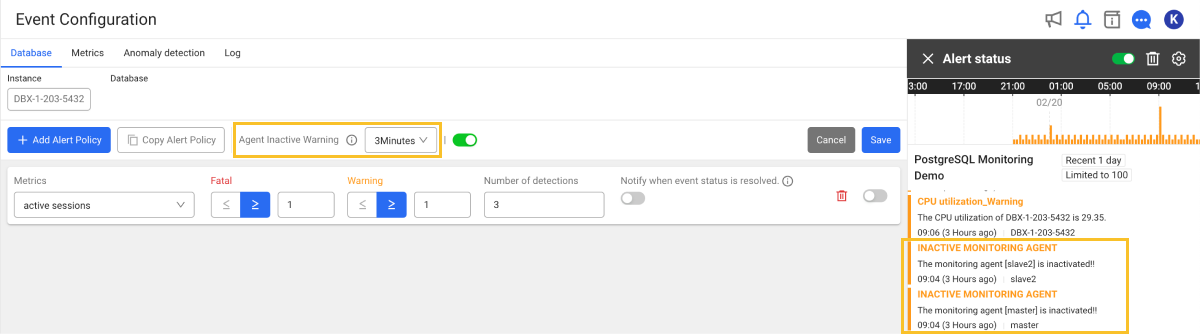 Event Configuration
K
Database Metrics Anomaly detection Log
Instance Database
DBX-1-203-5432
+ Add Alert Policy Copy Alert Policy Agent Inactive Warning 3Minutes Cancel Save
Metrics Fatal Warning Number of detections Notify when event status is resolved.
active sessions ≤ ≥ 1 ≤ ≥ 1 3
Alert status
3:00 17:00 21:00 01:00 05:00 09:00 1
02/20
PostgreSQL Monitoring Demo
Recent 1 day
Limited to 100
CPU utilization_Warning
The CPU utilization of DBX-1-203-5432 is 29.35.
09:06 (3 Hours ago) DBX-1-203-5432
INACTIVE MONITORING AGENT
The monitoring agent [slave2] is inactivated!!
09:04 (3 Hours ago) slave2
INACTIVE MONITORING AGENT
The monitoring agent [master] is inactivated!!
09:04 (3 Hours ago) master